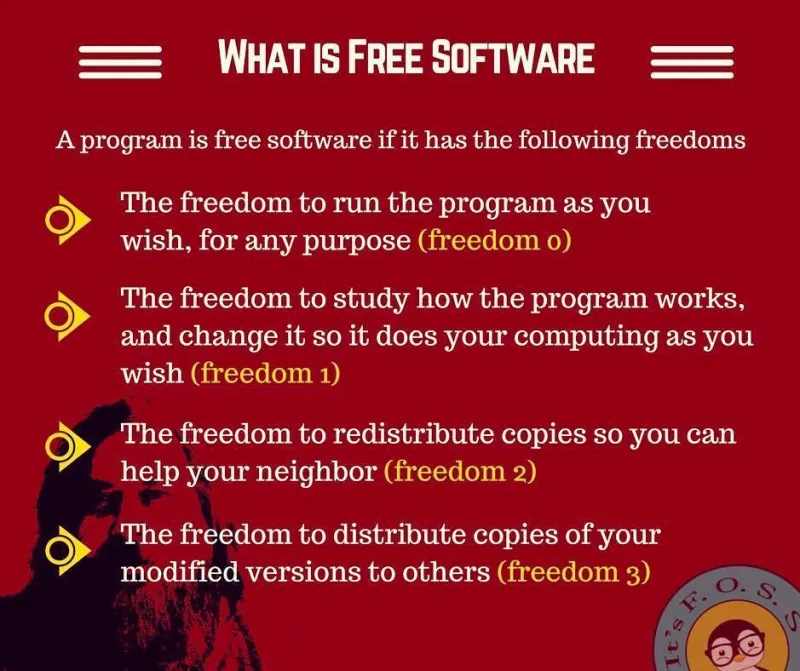 WHAT IS FREE SOFTWARE
A program is free software if it has the following freedoms
The freedom to run the program as you
wish, for any purpose (freedom 0)
The freedom to study how the program works,
and change it so it does your computing as you
wish (freedom 1)
The freedom to redistribute copies so you can
help your neighbor (freedom 2)
The freedom to distribute copies of your
modified versions to others (freedom 3)
It's F.O.S.S